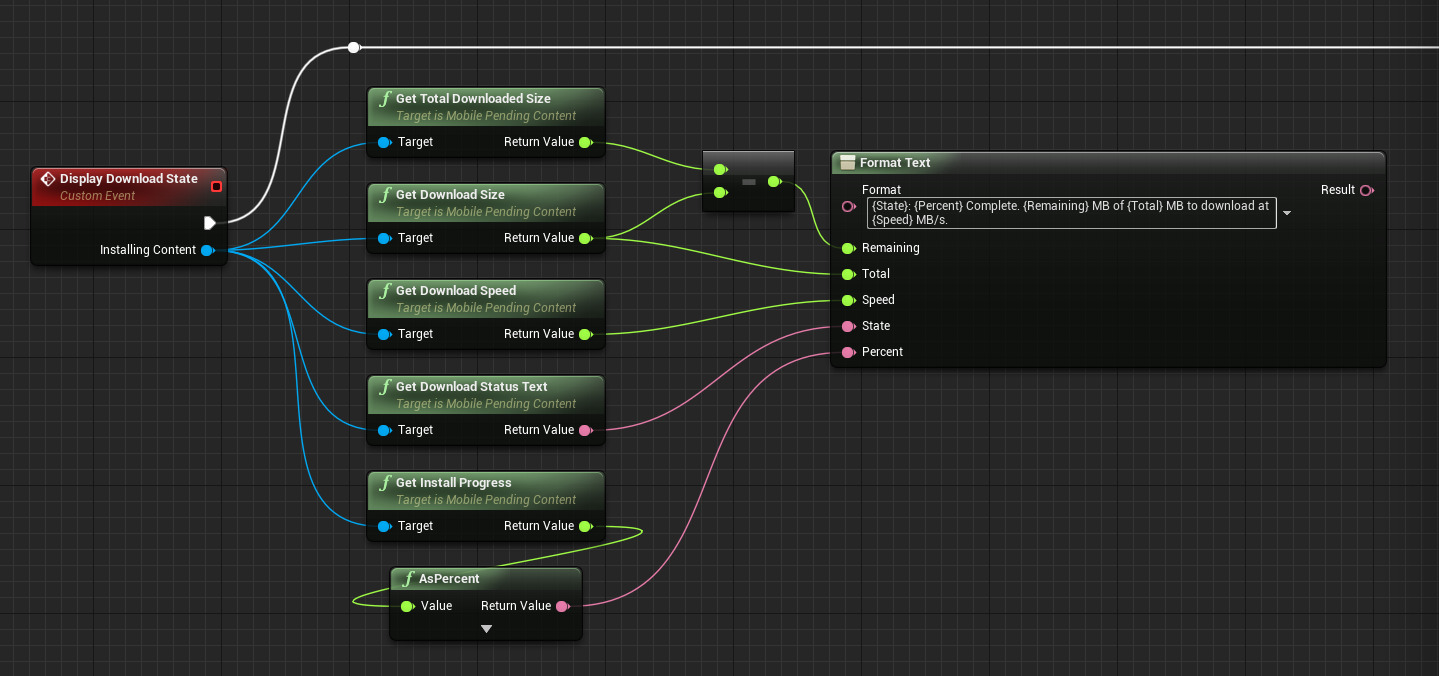 Display Download State
Custom Event
Installing Content
Get Total Downloaded Size
Target is Mobile Pending Content
Target Return Value
Get Download Size
Target is Mobile Pending Content
Target Return Value
Get Download Speed
Target is Mobile Pending Content
Target Return Value
Get Download Status Text
Target is Mobile Pending Content
Target Return Value
Get Install Progress
Target is Mobile Pending Content
Target Return Value
AsPercent
Value Return Value
Format Text
Format Result
{State}: {Percent} Complete. {Remaining} MB of {Total} MB to download at
{Speed} MB/s.
Remaining
Total
Speed
State
Percent